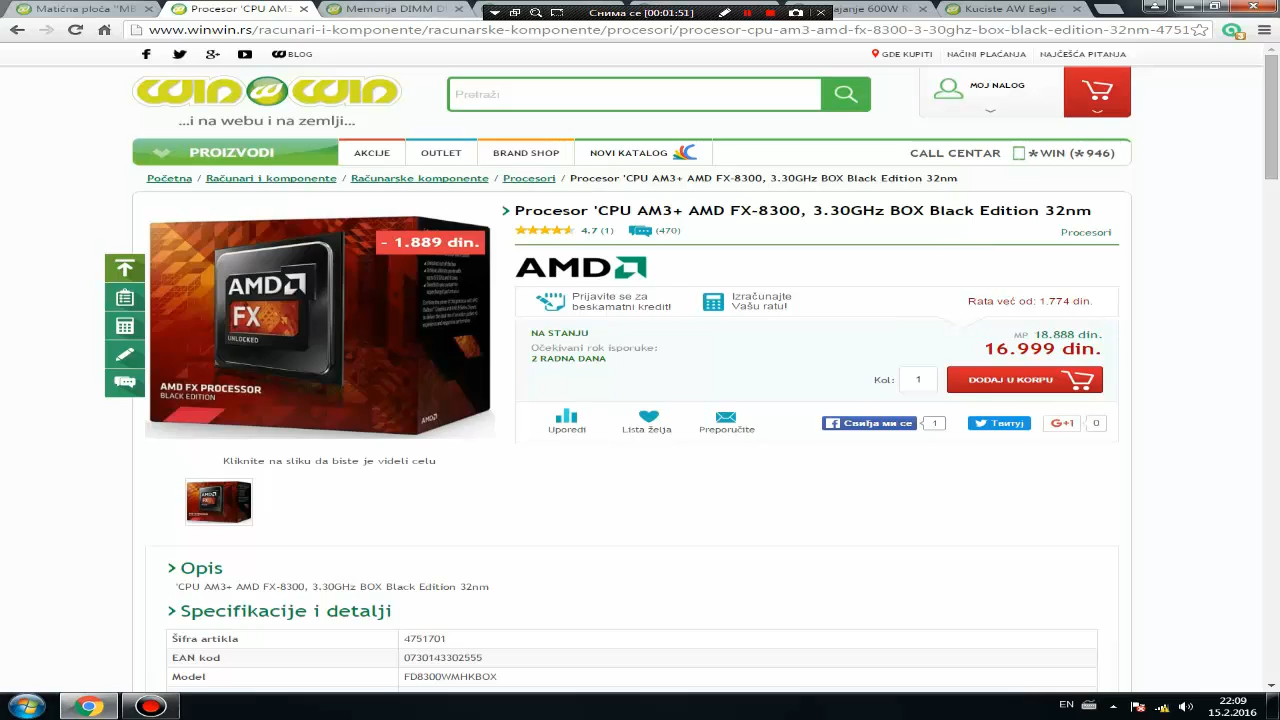 Matična ploča "MB
Procesor 'CPU AM3
Memorija DIMM D
Снима се [00:01:51]
ajanje 600W R
Kuciste AW Eagle
www.winwin.rs/racunari-i-komponente/racunarske-komponente/procesori/procesor-cpu-am3-amd-fx-8300-3-30ghz-box-black-edition-32nm-4751
BLOG
GDE KUPITI
NAČINI PLAĆANJA
NAJČEŠĆA PITANJA
WIN WIN
Pretraži
MOJ NALOG
...i na webu i na zemlji...
PROIZVODI
AKCIJE
OUTLET
BRAND SHOP
NOVI KATALOG
CALL CENTAR *WIN (*946)
Početna / Računari i komponente / Računarske komponente / Procesori / Procesor 'CPU AM3+ AMD FX-8300, 3.30GHz BOX Black Edition 32nm
Procesor 'CPU AM3+ AMD FX-8300, 3.30GHz BOX Black Edition 32nm
4.7 (1) (470)
Procesori
- 1.889 din.
AMD
FX
UNLOCKED
AMD FX PROCESSOR
BLACK EDITION
AMD
AMD
Prijavite se za
beskamatni kredit!
Izračunajte
Vašu ratu!
Rata već od: 1.774 din.
NA STANJU
Očekivani rok isporuke:
2 RADNA DANA
MP 18.888 din.
16.999 din.
Kol: 1
DODAJ U KORPU
Uporedi
Lista želja
Preporučite
Свиђа ми се 1
Твитуј
G+1 0
Kliknite na sliku da biste je videli celu
Opis
'CPU AM3+ AMD FX-8300, 3.30GHz BOX Black Edition 32nm
Specifikacije i detalji
Šifra artikla 4751701
EAN kod 0730143302555
Model FD8300WMHKBOX
EN
22:09
15.2.2016